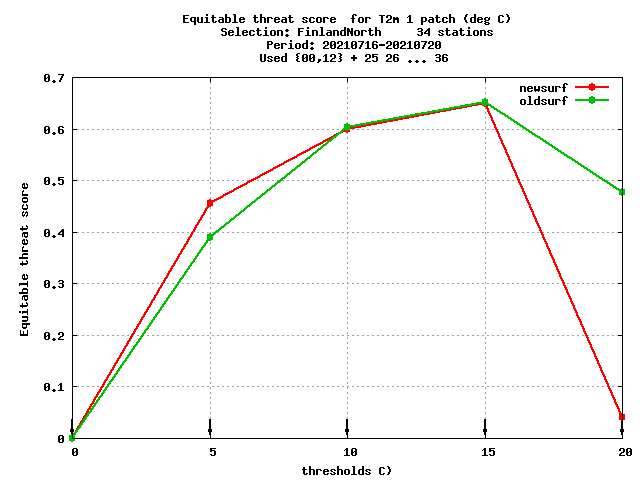 Equitable threat score  for T2m 1 patch (deg C)
Selection: FinlandNorth     34 stations
Period: 20210716-20210720
Used {00,12} + 25 26 ... 36
newsurf
oldsurf
0.7
0.6
0.5
0.4
0.3
0.2
0.1
0
Equitable threat score
0 5 10 15 20
thresholds C)